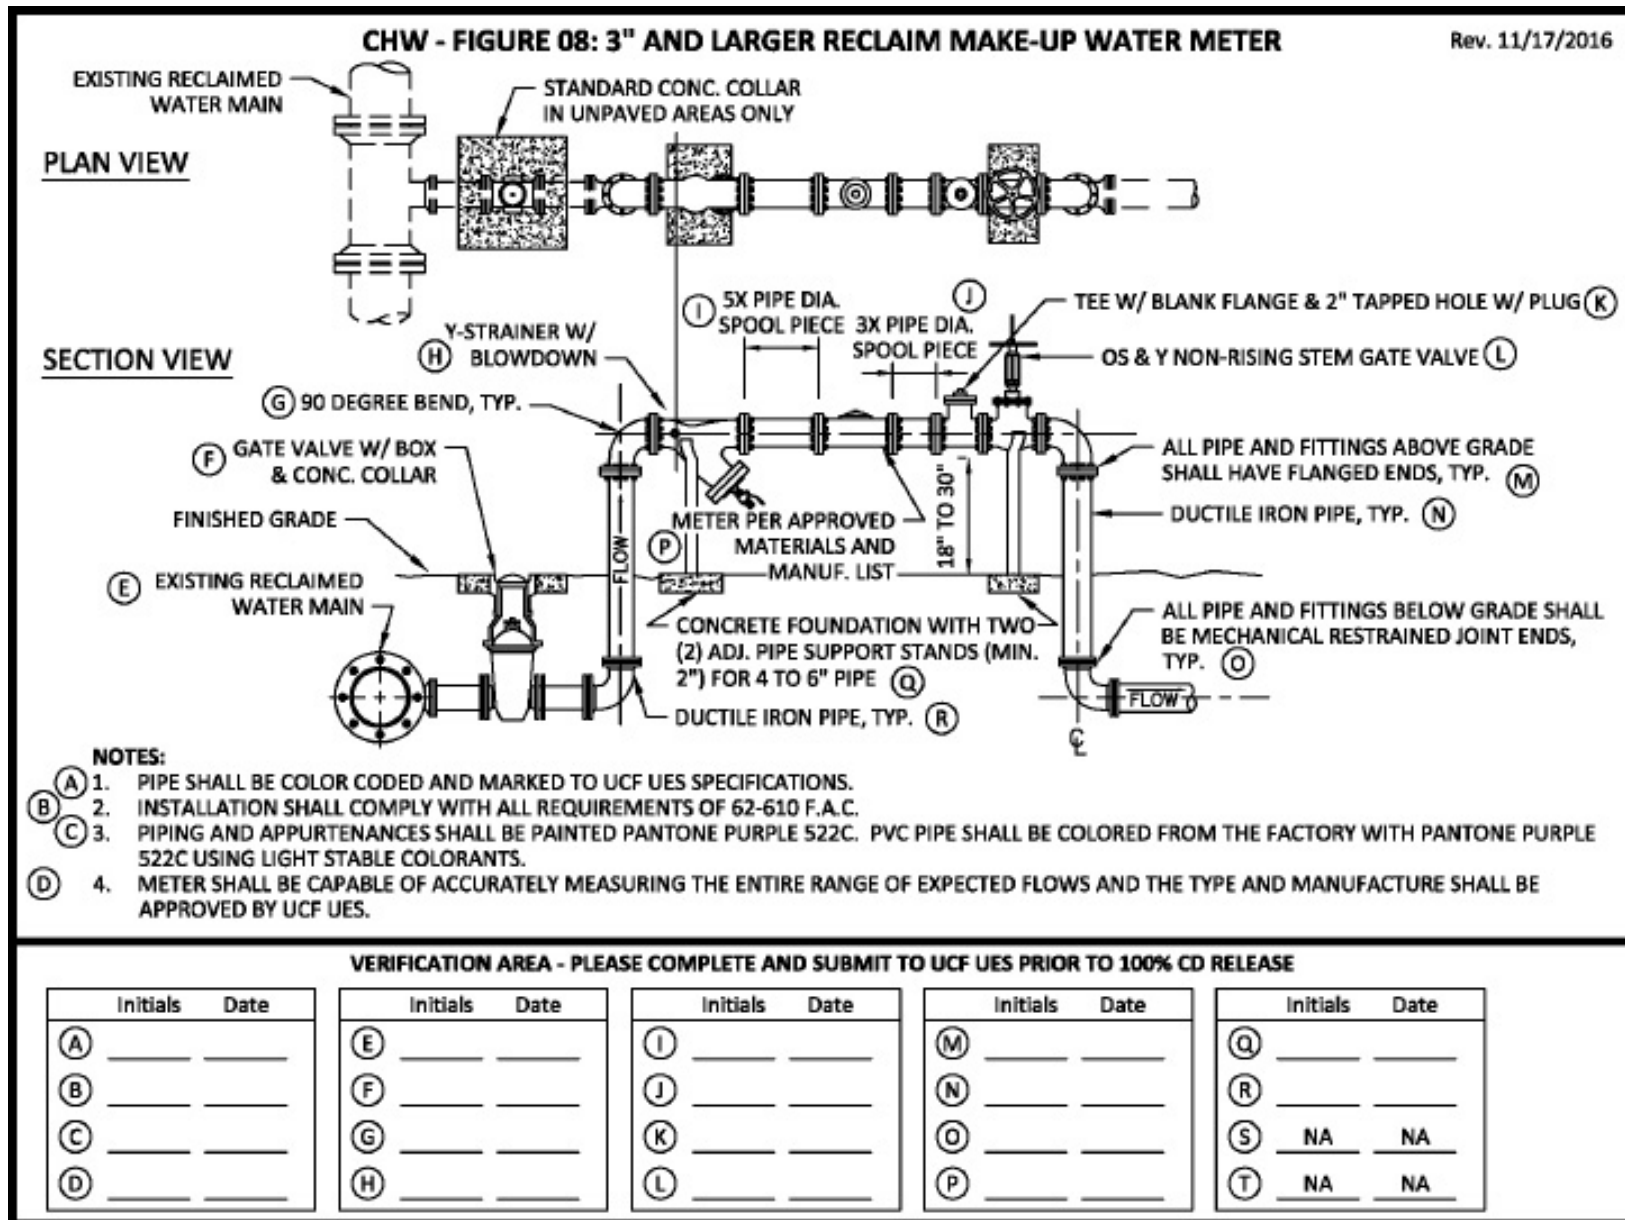 CHW - FIGURE 08: 3" AND LARGER RECLAIM MAKE-UP WATER METER
Rev. 11/17/2016
EXISTING RECLAIMED
WATER MAIN
STANDARD CONC. COLLAR
IN UNPAVED AREAS ONLY
PLAN VIEW
SECTION VIEW
I 5X PIPE DIA.
SPOOL PIECE
J
3X PIPE DIA.
SPOOL PIECE
TEE W/ BLANK FLANGE & 2" TAPPED HOLE W/ PLUG K
Y-STRAINER W/
H BLOWDOWN
OS & Y NON-RISING STEM GATE VALVE L
G 90 DEGREE BEND, TYP.
F GATE VALVE W/ BOX
& CONC. COLLAR
ALL PIPE AND FITTINGS ABOVE GRADE
SHALL HAVE FLANGED ENDS, TYP. M
FINISHED GRADE
FLOW
P METER PER APPROVED
MATERIALS AND
MANUF. LIST
18" TO 30"
DUCTILE IRON PIPE, TYP. N
E EXISTING RECLAIMED
WATER MAIN
CONCRETE FOUNDATION WITH TWO
(2) ADJ. PIPE SUPPORT STANDS (MIN.
2") FOR 4 TO 6" PIPE Q
ALL PIPE AND FITTINGS BELOW GRADE SHALL
BE MECHANICAL RESTRAINED JOINT ENDS,
TYP. O
DUCTILE IRON PIPE, TYP. R
FLOW
CL
NOTES:
A 1. PIPE SHALL BE COLOR CODED AND MARKED TO UCF UES SPECIFICATIONS.
B 2. INSTALLATION SHALL COMPLY WITH ALL REQUIREMENTS OF 62-610 F.A.C.
C 3. PIPING AND APPURTENANCES SHALL BE PAINTED PANTONE PURPLE 522C. PVC PIPE SHALL BE COLORED FROM THE FACTORY WITH PANTONE PURPLE
522C USING LIGHT STABLE COLORANTS.
D 4. METER SHALL BE CAPABLE OF ACCURATELY MEASURING THE ENTIRE RANGE OF EXPECTED FLOWS AND THE TYPE AND MANUFACTURE SHALL BE
APPROVED BY UCF UES.
VERIFICATION AREA - PLEASE COMPLETE AND SUBMIT TO UCF UES PRIOR TO 100% CD RELEASE
Initials Date
A
B
C
D
Initials Date
E
F
G
H
Initials Date
I
J
K
L
Initials Date
M
N
O
P
Initials Date
Q
R
S NA NA
T NA NA